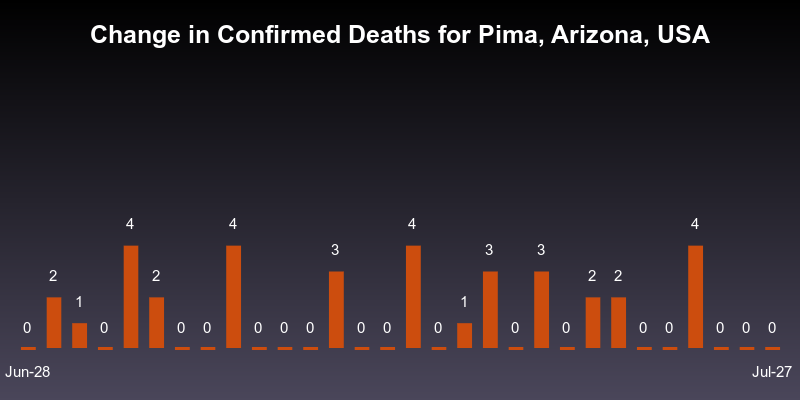 Change in Confirmed Deaths for Pima, Arizona, USA
0 2 1 0 4 2 0 0 4 0 0 0 3 0 0 4 0 1 3 0 3 0 2 2 0 0 4 0 0 0
Jun-28 Jul-27